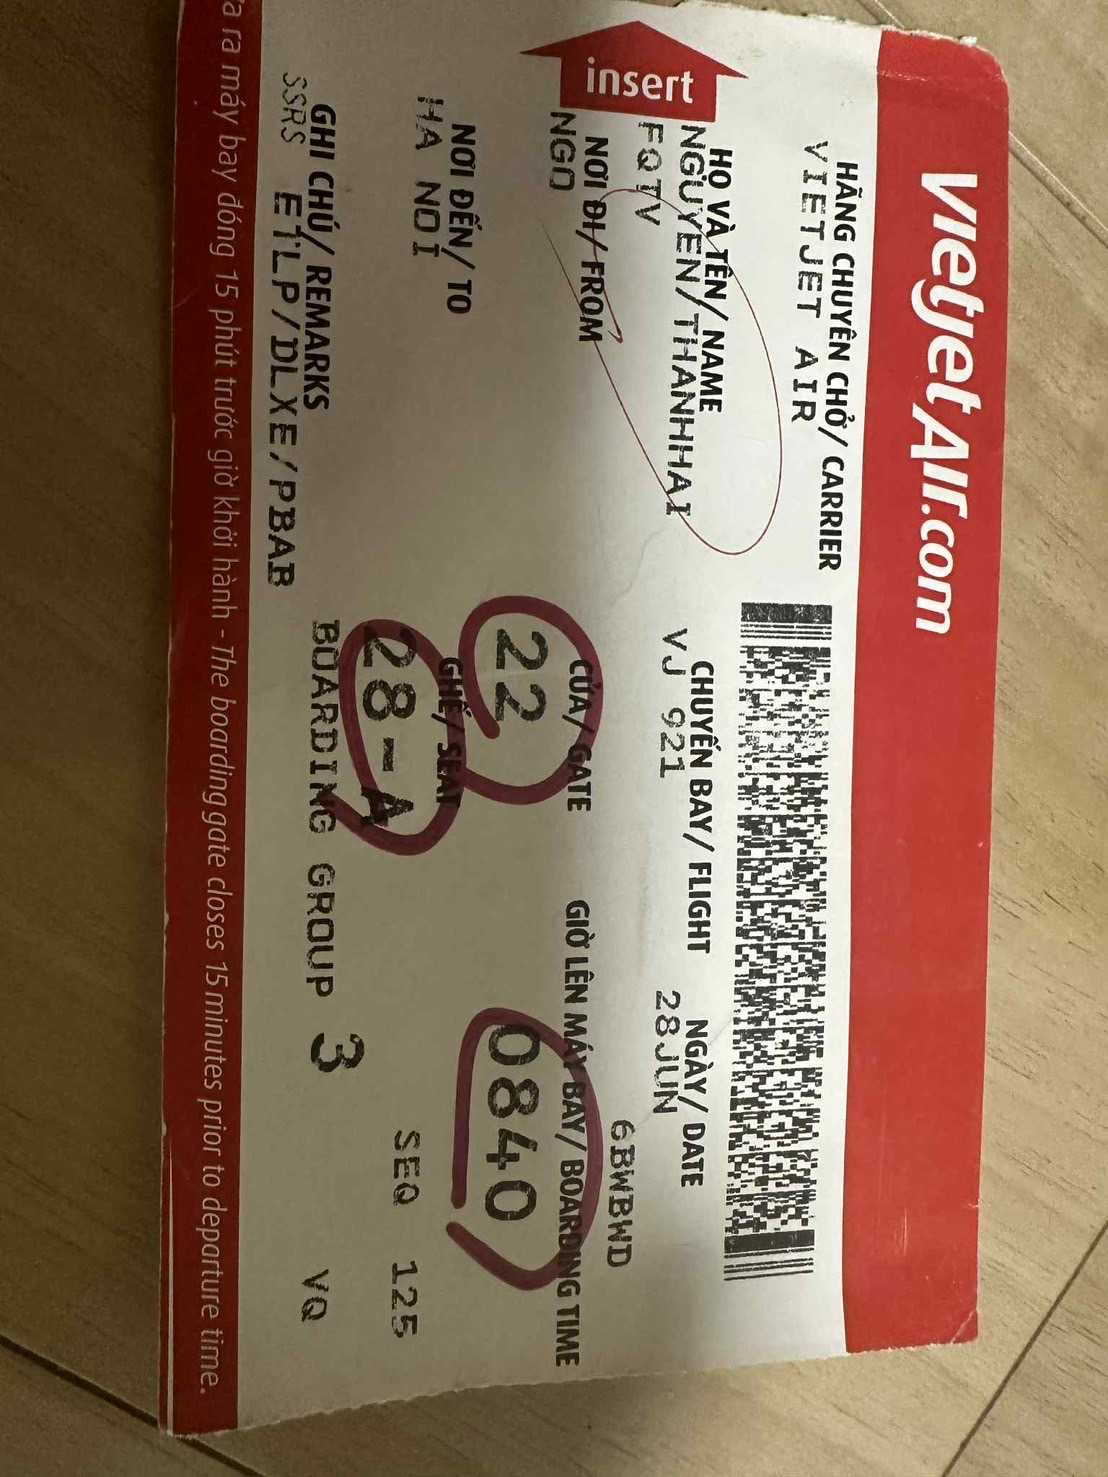 VietJetAir.com
HÃNG CHUYÊN CHỞ/ CARRIER
VIETJET AIR
insert
HỌ VÀ TÊN/ NAME
NGUYEN/THANHHAI
FQTV
CHUYẾN BAY/ FLIGHT
VJ 921
NGÀY/ DATE
28JUN
6BWBWD
NƠI ĐI/ FROM
NGO
CỬA/ GATE
22
GIỜ LÊN MÁY BAY/ BOARDING TIME
0840
NƠI ĐẾN/ TO
HA NOI
GHẾ/ SEAT
28-A
SEQ 125
GHI CHÚ/ REMARKS
SSRS E1LP/DLXE/PBAB
BOARDING GROUP 3
VQ
ra máy bay đóng 15 phút trước giờ khởi hành - The boarding gate closes 15 minutes prior to departure time.